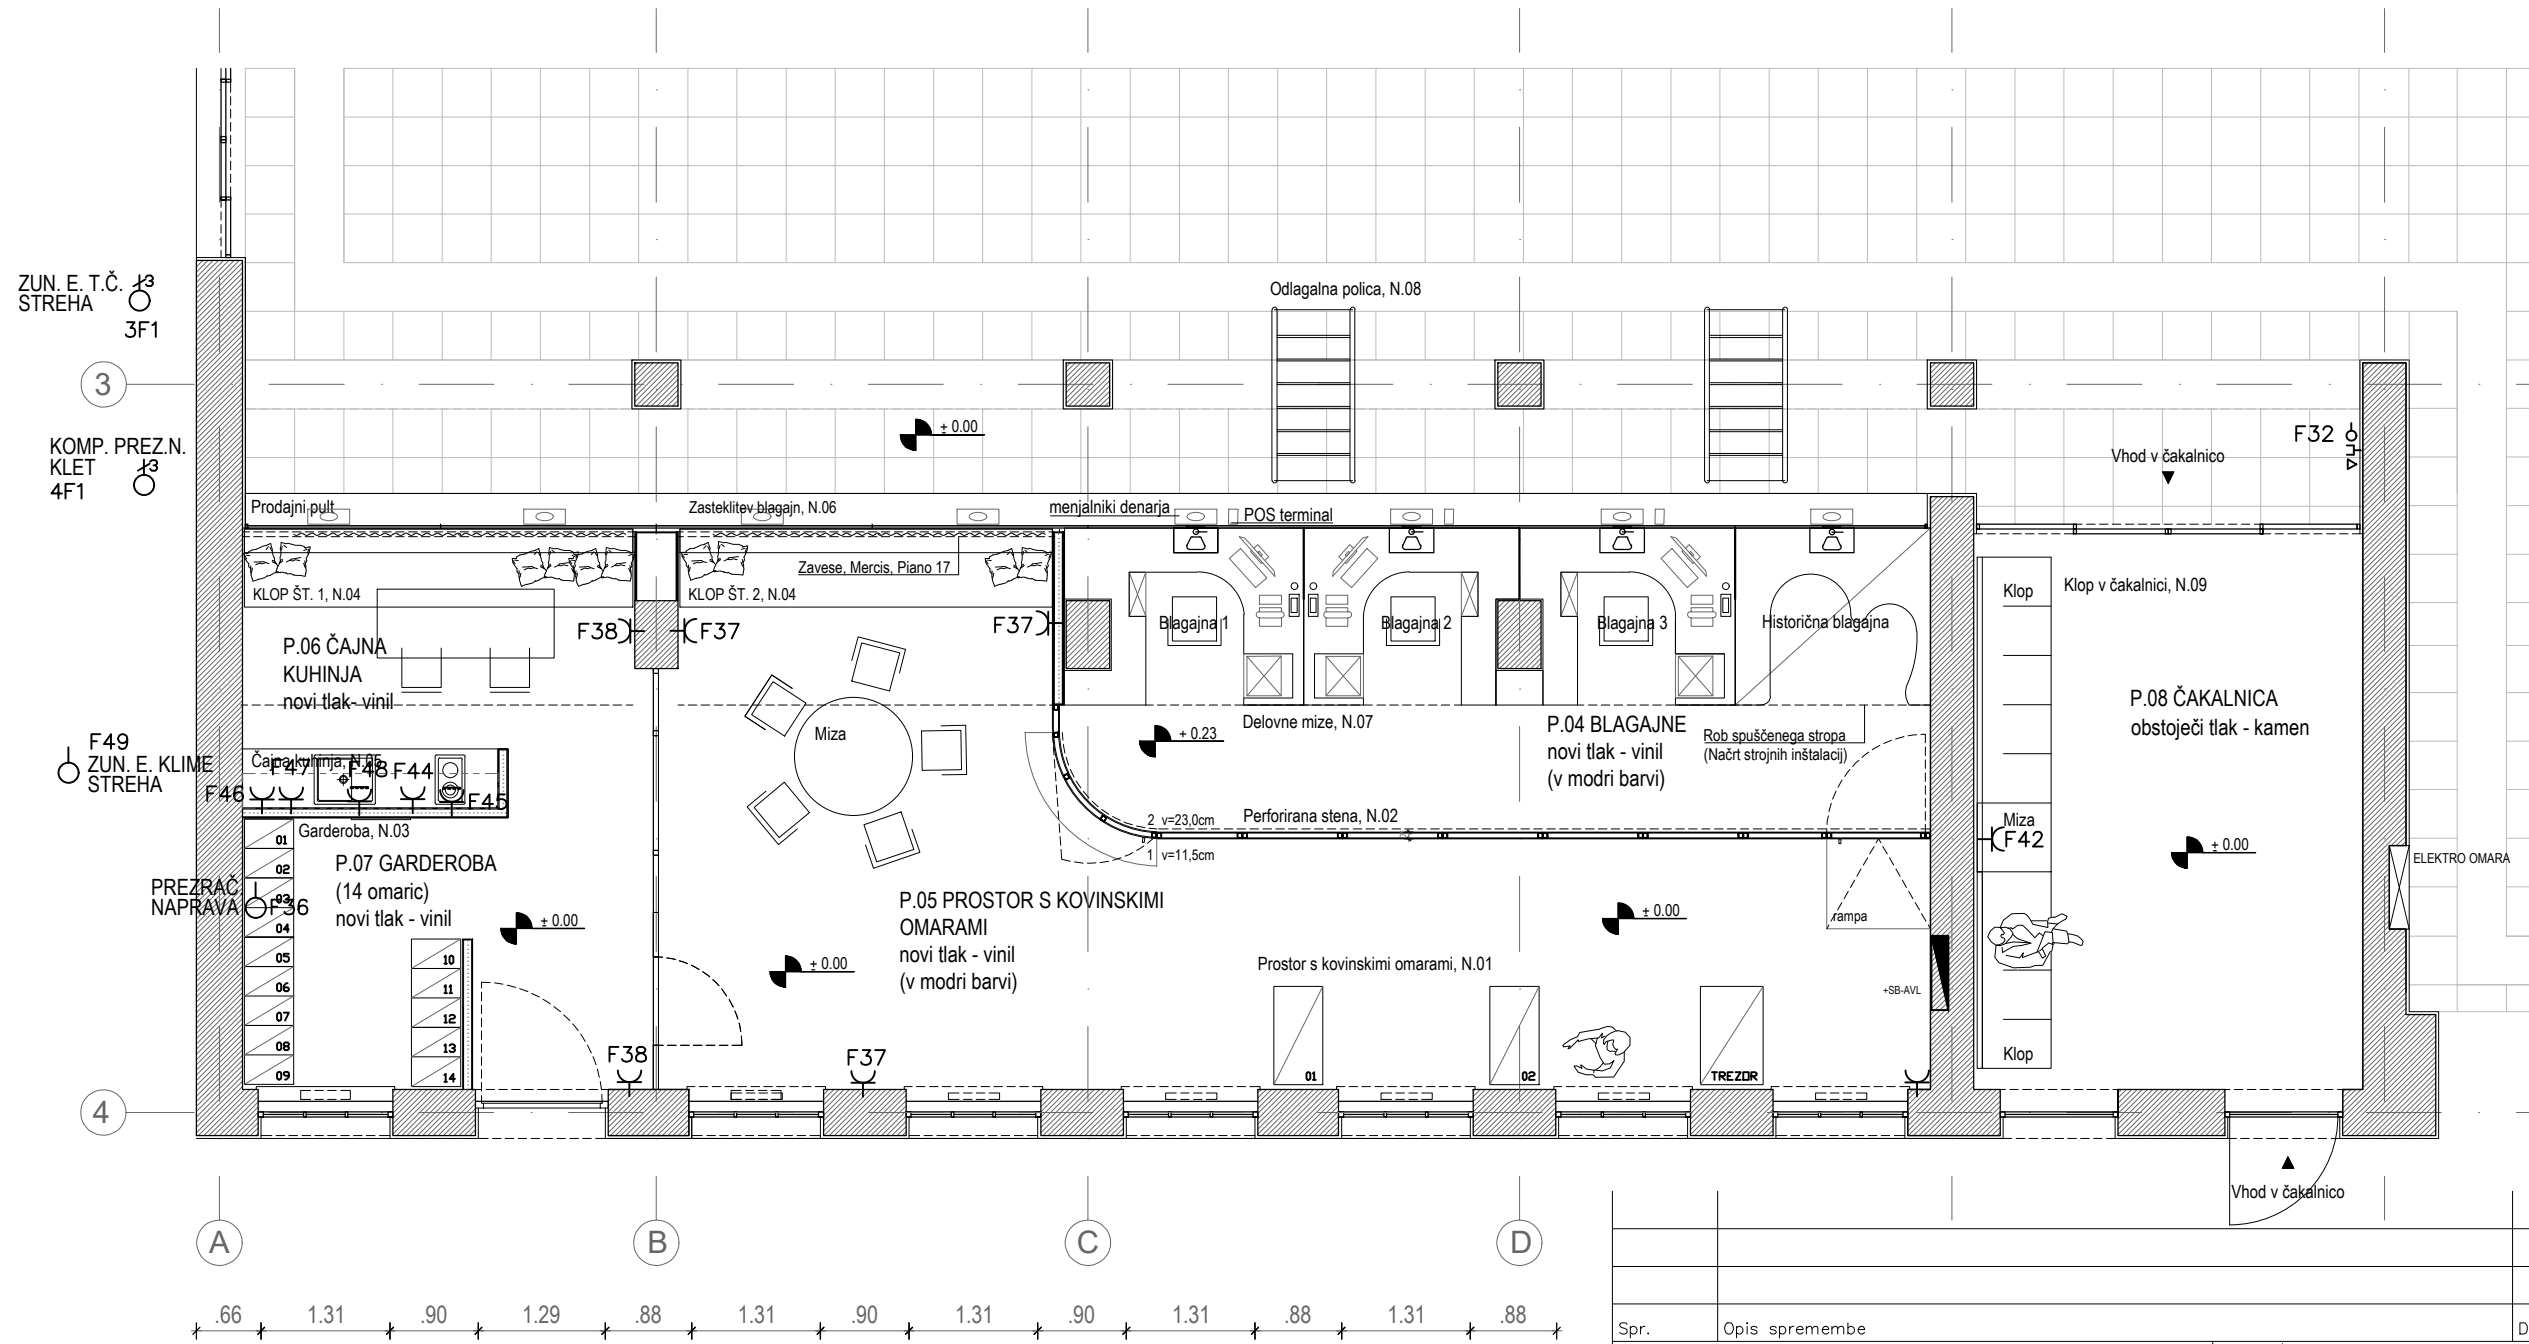 Odlagalna polica, N.08
ZUN. E. T.Č.
STREHA
3
3F1
3
± 0.00
KOMP. PREZ.N.
KLET
3
4F1
F32
Vhod v čakalnico
Prodajni pult
Zasteklitev blagajn, N.06
menjalniki denarja
POS terminal
Zavese, Mercis, Piano 17
KLOP ŠT. 1, N.04
KLOP ŠT. 2, N.04
Klop
Klop v čakalnici, N.09
F38
F37
F37
Blagajna 1
Blagajna 2
Blagajna 3
Historična blagajna
P.06 ČAJNA
KUHINJA
novi tlak- vinil
Miza
+ 0.23
Delovne mize, N.07
P.04 BLAGAJNE
novi tlak - vinil
(v modri barvi)
Rob spuščenega stropa
(Načrt strojnih inštalacij)
P.08 ČAKALNICA
obstoječi tlak - kamen
F49
ZUN. E. KLIME
STREHA
Čajna kuhinja, N.05
F46
F47
F48
F44
F45
Garderoba, N.03
2 v=23,0cm
1 v=11,5cm
Perforirana stena, N.02
Miza
F42
± 0.00
ELEKTRO OMARA
P.07 GARDEROBA
(14 omaric)
novi tlak - vinil
PREZRAČ.
NAPRAVA
F36
01
02
03
04
05
06
07
08
09
10
11
12
13
14
± 0.00
± 0.00
P.05 PROSTOR S KOVINSKIMI
OMARAMI
novi tlak - vinil
(v modri barvi)
± 0.00
rampa
Prostor s kovinskimi omarami, N.01
+SB-AVL
Klop
F38
F37
01
02
TREZOR
4
Vhod v čakalnico
A
B
C
D
.66
1.31
.90
1.29
.88
1.31
.90
1.31
.90
1.31
.88
1.31
.88
Spr.
Opis spremembe
D